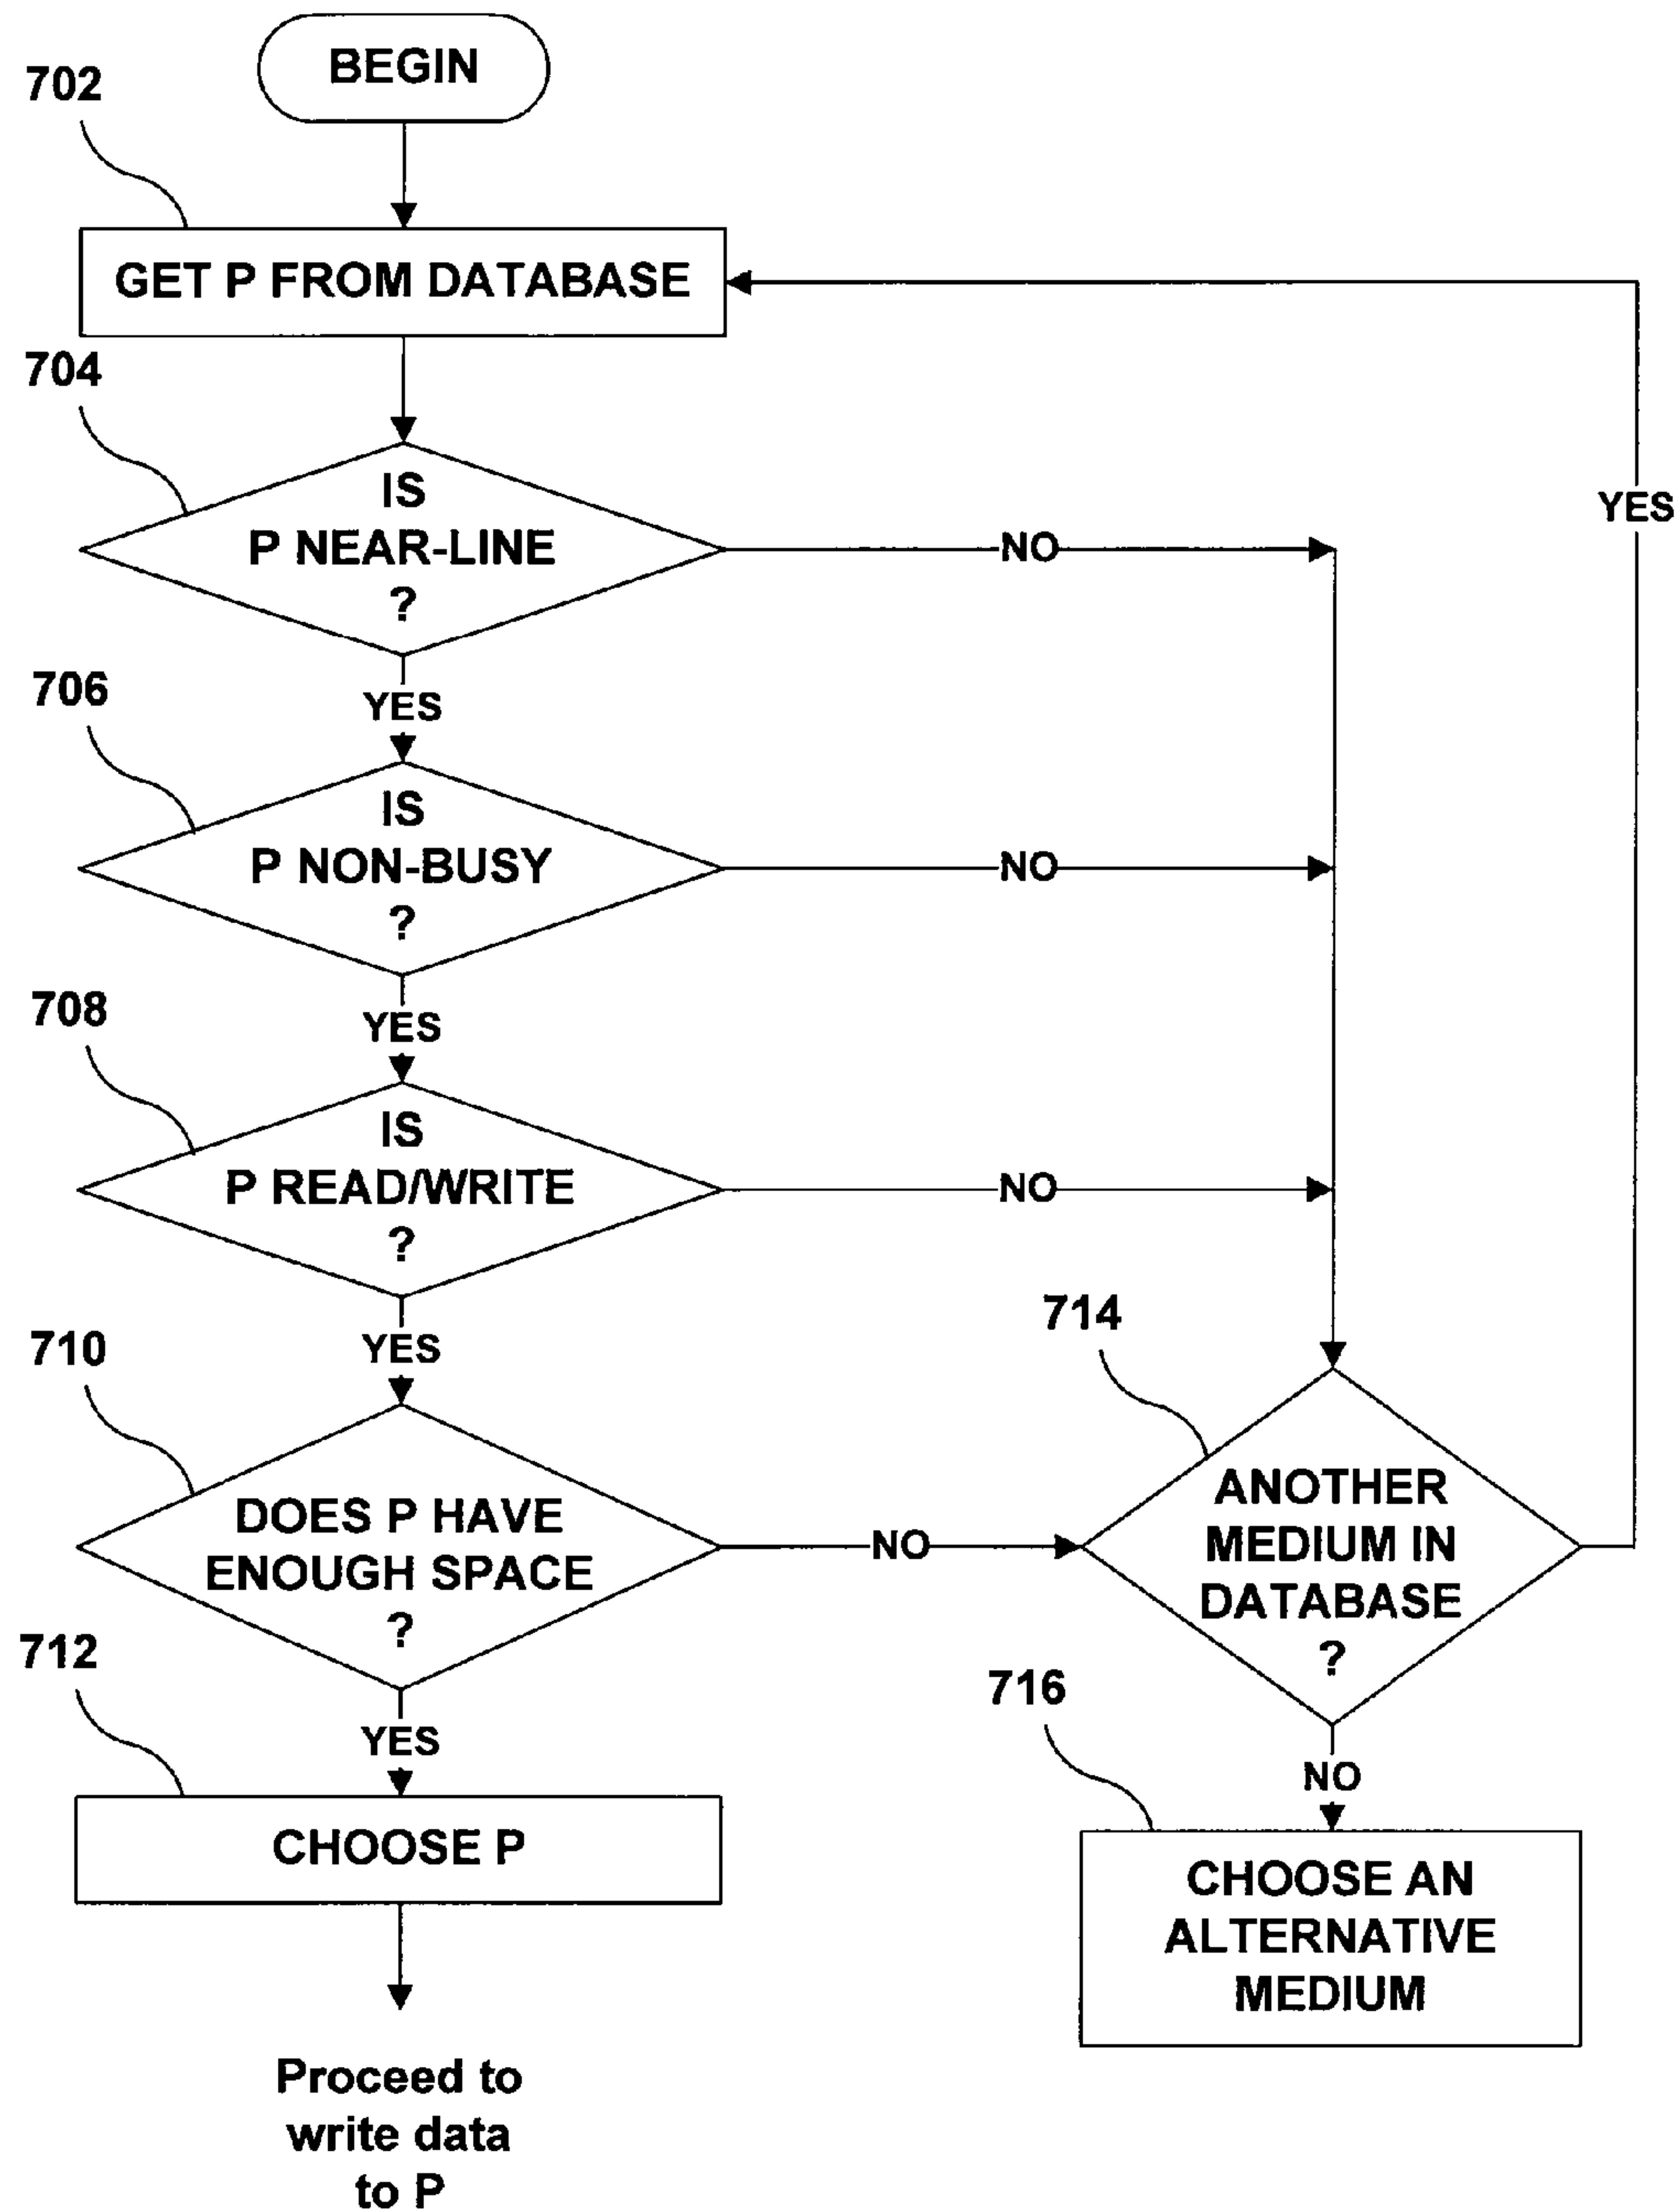 BEGIN
702
GET P FROM DATABASE
704
IS
P NEAR-LINE
?
NO
YES
YES
706
IS
P NON-BUSY
?
NO
YES
708
IS
P READ/WRITE
?
NO
YES
710
DOES P HAVE
ENOUGH SPACE
?
NO
714
ANOTHER
MEDIUM IN
DATABASE
?
YES
712
CHOOSE P
NO
716
CHOOSE AN
ALTERNATIVE
MEDIUM
Proceed to
write data
to P